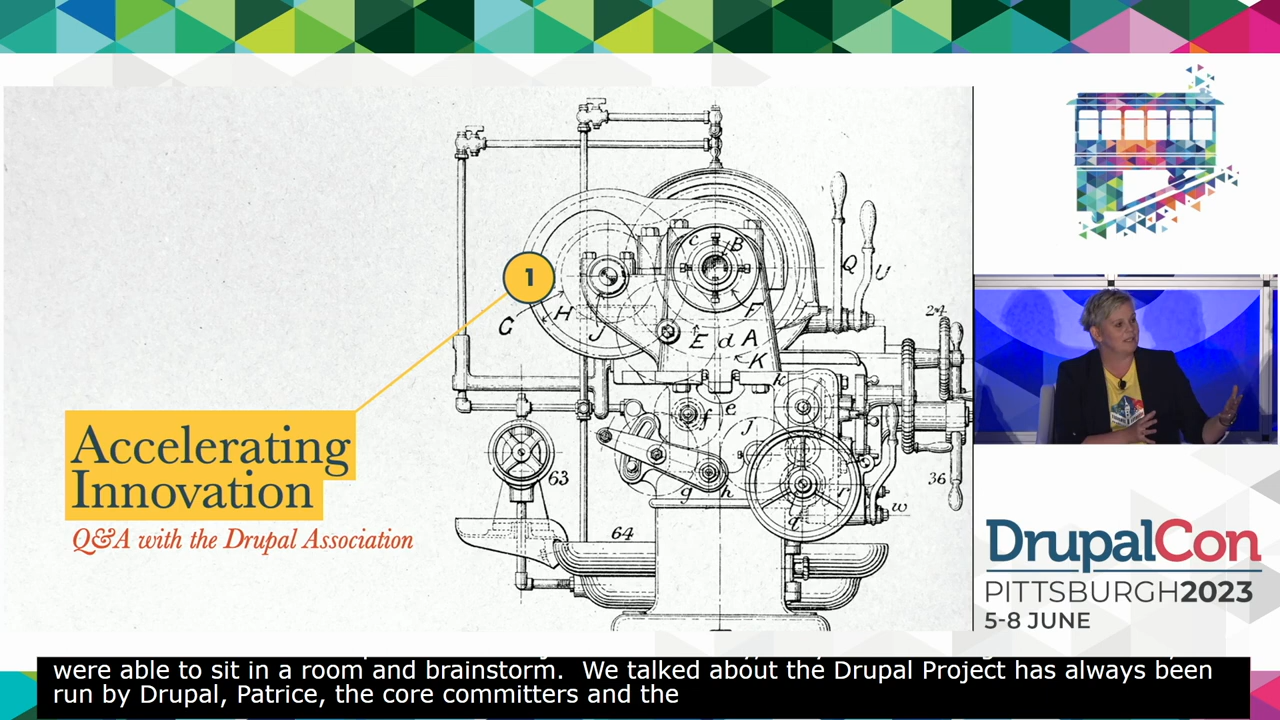 1
Accelerating
Innovation
Q&A with the Drupal Association
C
H
J
c
B
F
E
d
A
K
Q
U
24
k
e
f
J
63
g
h
r
q
36
w
64
DrupalCon
PITTSBURGH2023
5-8 JUNE
were able to sit in a room and brainstorm. We talked about the Drupal Project has always been
run by Drupal, Patrice, the core committers and the